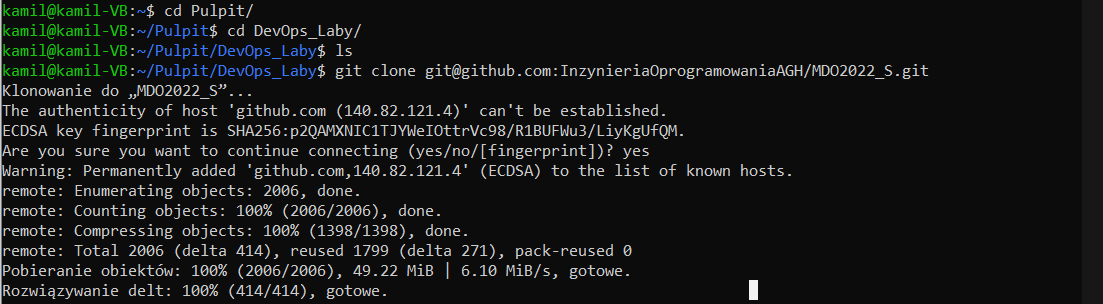 kamil@kamil-VB:~$ cd Pulpit/
kamil@kamil-VB:~/Pulpit$ cd DevOps_Laby/
kamil@kamil-VB:~/Pulpit/DevOps_Laby$ ls
kamil@kamil-VB:~/Pulpit/DevOps_Laby$ git clone git@github.com:InzynieriaOprogramowaniaAGH/MDO2022_S.git
Klonowanie do „MDO2022_S”...
The authenticity of host 'github.com (140.82.121.4)' can't be established.
ECDSA key fingerprint is SHA256:p2QAMXNIC1TJYWeIOttrVc98/R1BUFWu3/LiyKgUfQM.
Are you sure you want to continue connecting (yes/no/[fingerprint])? yes
Warning: Permanently added 'github.com,140.82.121.4' (ECDSA) to the list of known hosts.
remote: Enumerating objects: 2006, done.
remote: Counting objects: 100% (2006/2006), done.
remote: Compressing objects: 100% (1398/1398), done.
remote: Total 2006 (delta 414), reused 1799 (delta 271), pack-reused 0
Pobieranie obiektów: 100% (2006/2006), 49.22 MiB | 6.10 MiB/s, gotowe.
Rozwiązywanie delt: 100% (414/414), gotowe.